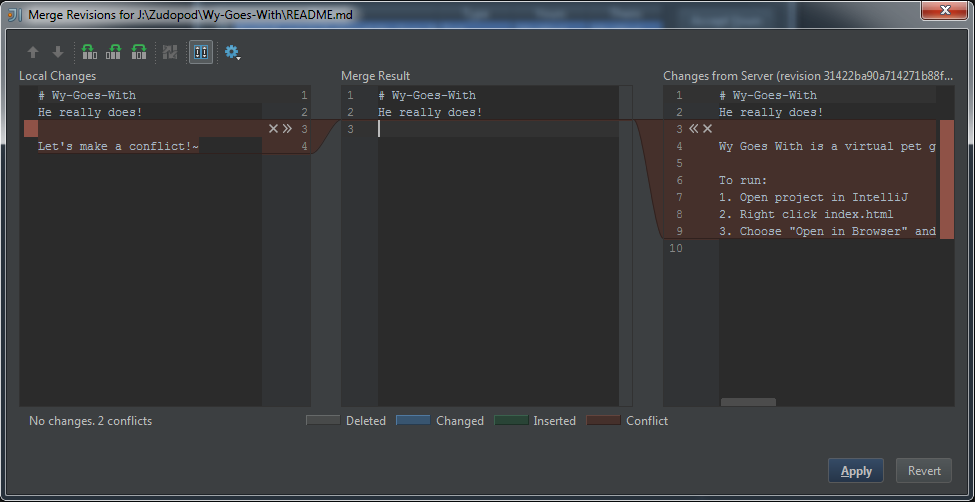 Merge Revisions for J:\Zudopod\Wy-Goes-With\README.md
Local Changes
Merge Result
Changes from Server (revision 31422ba90a714271b88f...
# Wy-Goes-With 1
He really does! 2
3
Let's make a conflict!~ 4
1 # Wy-Goes-With
2 He really does!
3
1 # Wy-Goes-With
2 He really does!
3
4 Wy Goes With is a virtual pet g
5
6 To run:
7 1. Open project in IntelliJ
8 2. Right click index.html
9 3. Choose "Open in Browser" and
10
No changes. 2 conflicts
Deleted Changed Inserted Conflict
Apply Revert